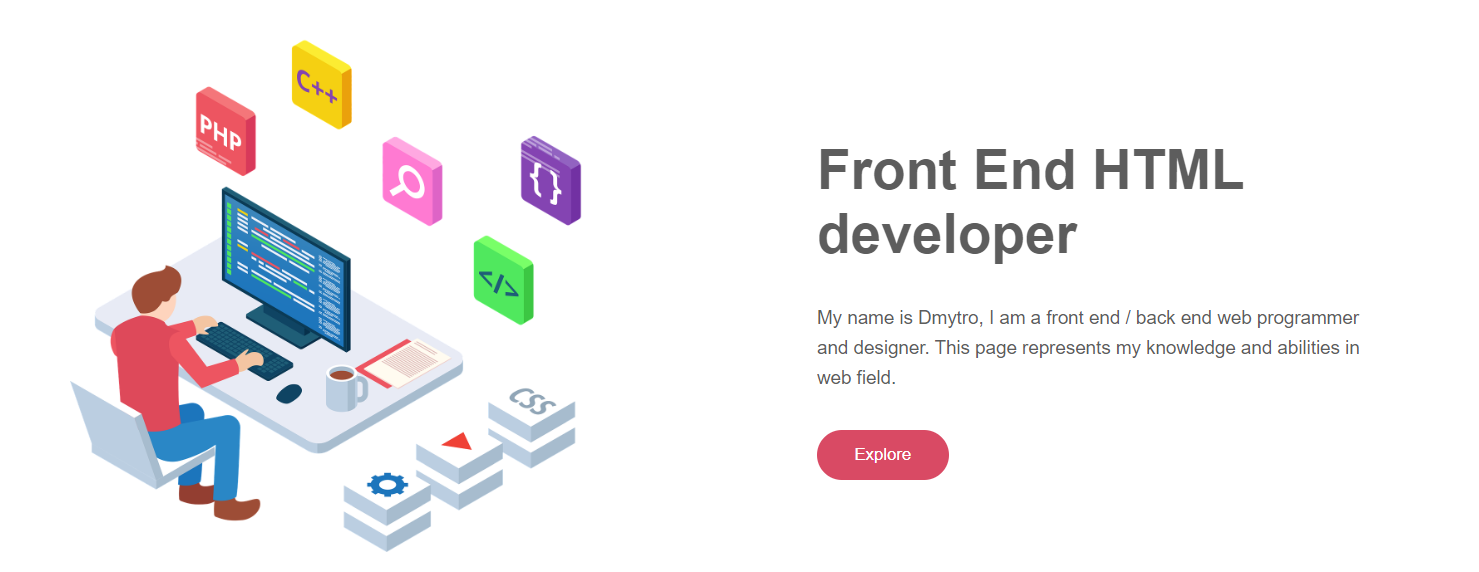 C++
PHP
{}
</>
CSS
Front End HTML
developer
My name is Dmytro, I am a front end / back end web programmer
and designer. This page represents my knowledge and abilities in
web field.
Explore